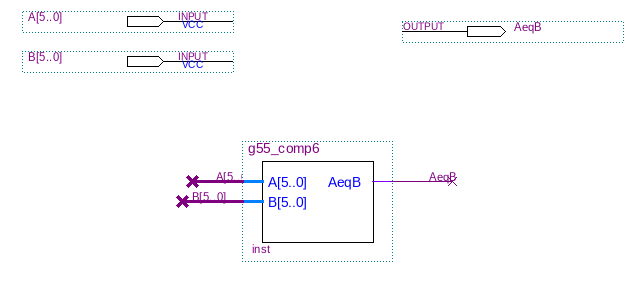 A[5..0] INPUT
VCC
OUTPUT AeqB
B[5..0] INPUT
VCC
g55_comp6
A[5.. A[5..0] AeqB AeqB
B[5..0] B[5..0]
inst